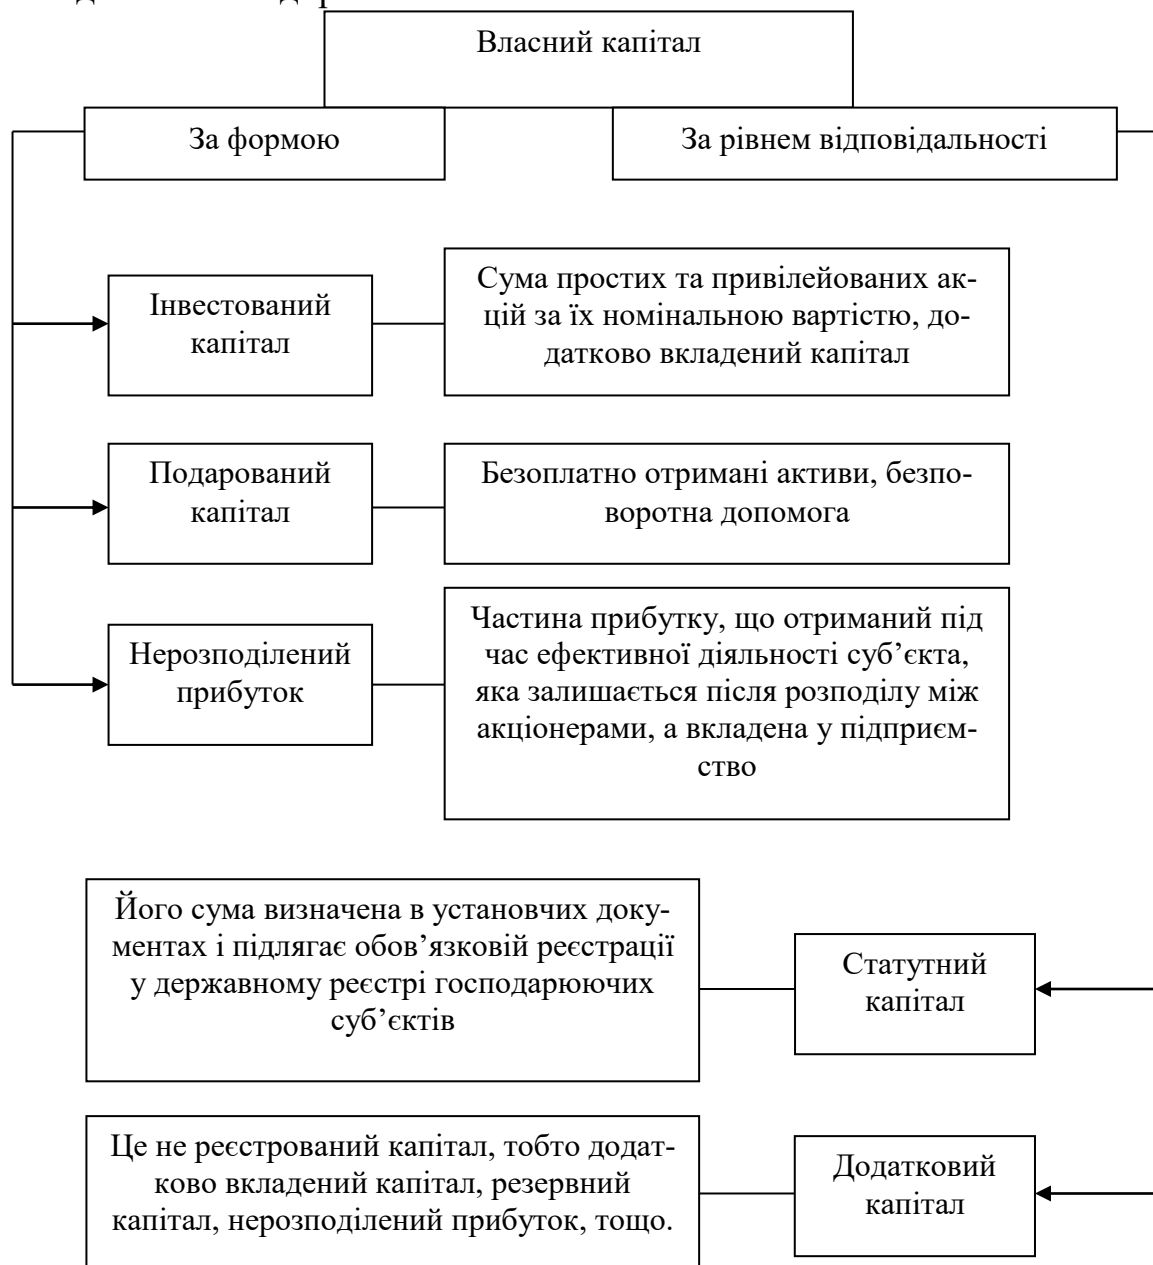 Власний капітал
За формою
За рівнем відповідальності
Інвестований
капітал
Сума простих та привілейованих ак-
цій за їх номінальною вартістю, до-
датково вкладений капітал
Подарований
капітал
Безоплатно отримані активи, безпо-
воротна допомога
Нерозподілений
прибуток
Частина прибутку, що отриманий під
час ефективної діяльності суб’єкта,
яка залишається після розподілу між
акціонерами, а вкладена у підприєм-
ство
Його сума визначена в установчих доку-
ментах і підлягає обов’язковій реєстрації
у державному реєстрі господарюючих
суб’єктів
Статутний
капітал
Це не реєстрований капітал, тобто додат-
ково вкладений капітал, резервний
капітал, нерозподілений прибуток, тощо.
Додатковий
капітал